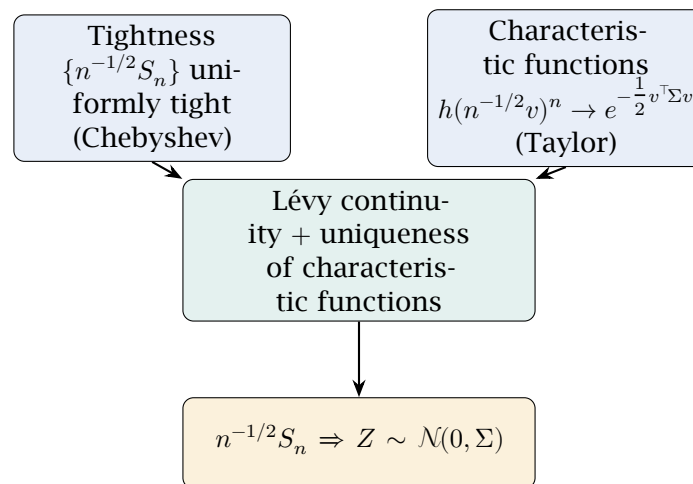 Tightness
{n^{-1/2}S_n} uni-
formly tight
(Chebyshev)
Characteris-
tic functions
h(n^{-1/2}v)^n → e^{-\frac{1}{2}v^⊤Σv}
(Taylor)
Lévy continu-
ity + uniqueness
of characteris-
tic functions
n^{-1/2}S_n ⇒ Z ∼ 𝒩(0, Σ)